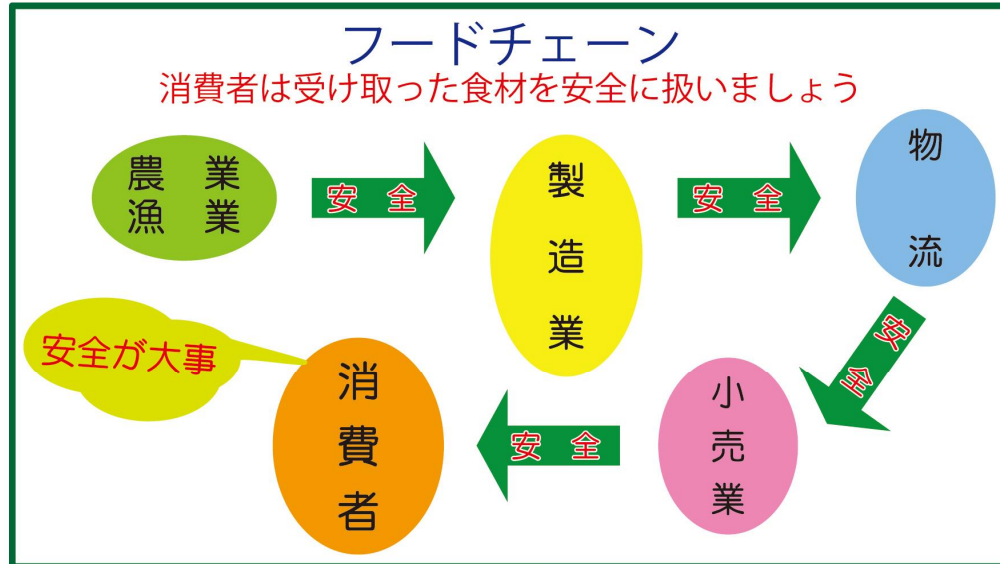 フードチェーン
消費者は受け取った食材を安全に扱いましょう
農　業
漁　業
安　全
製造業
安　全
物流
安　全
小売業
安　全
消費者
安全が大事